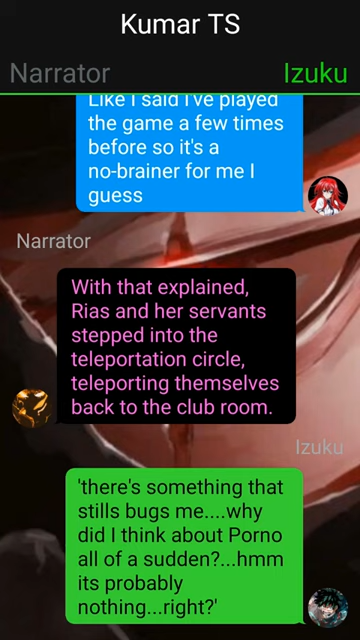 Kumar TS
Narrator
Izuku
Like I said I've played
the game a few times
before so it's a
no-brainer for me I
guess
Narrator
With that explained,
Rias and her servants
stepped into the
teleportation circle,
teleporting themselves
back to the club room.
Izuku
'there's something that
stills bugs me....why
did I think about Porno
all of a sudden?...hmm
its probably
nothing...right?'